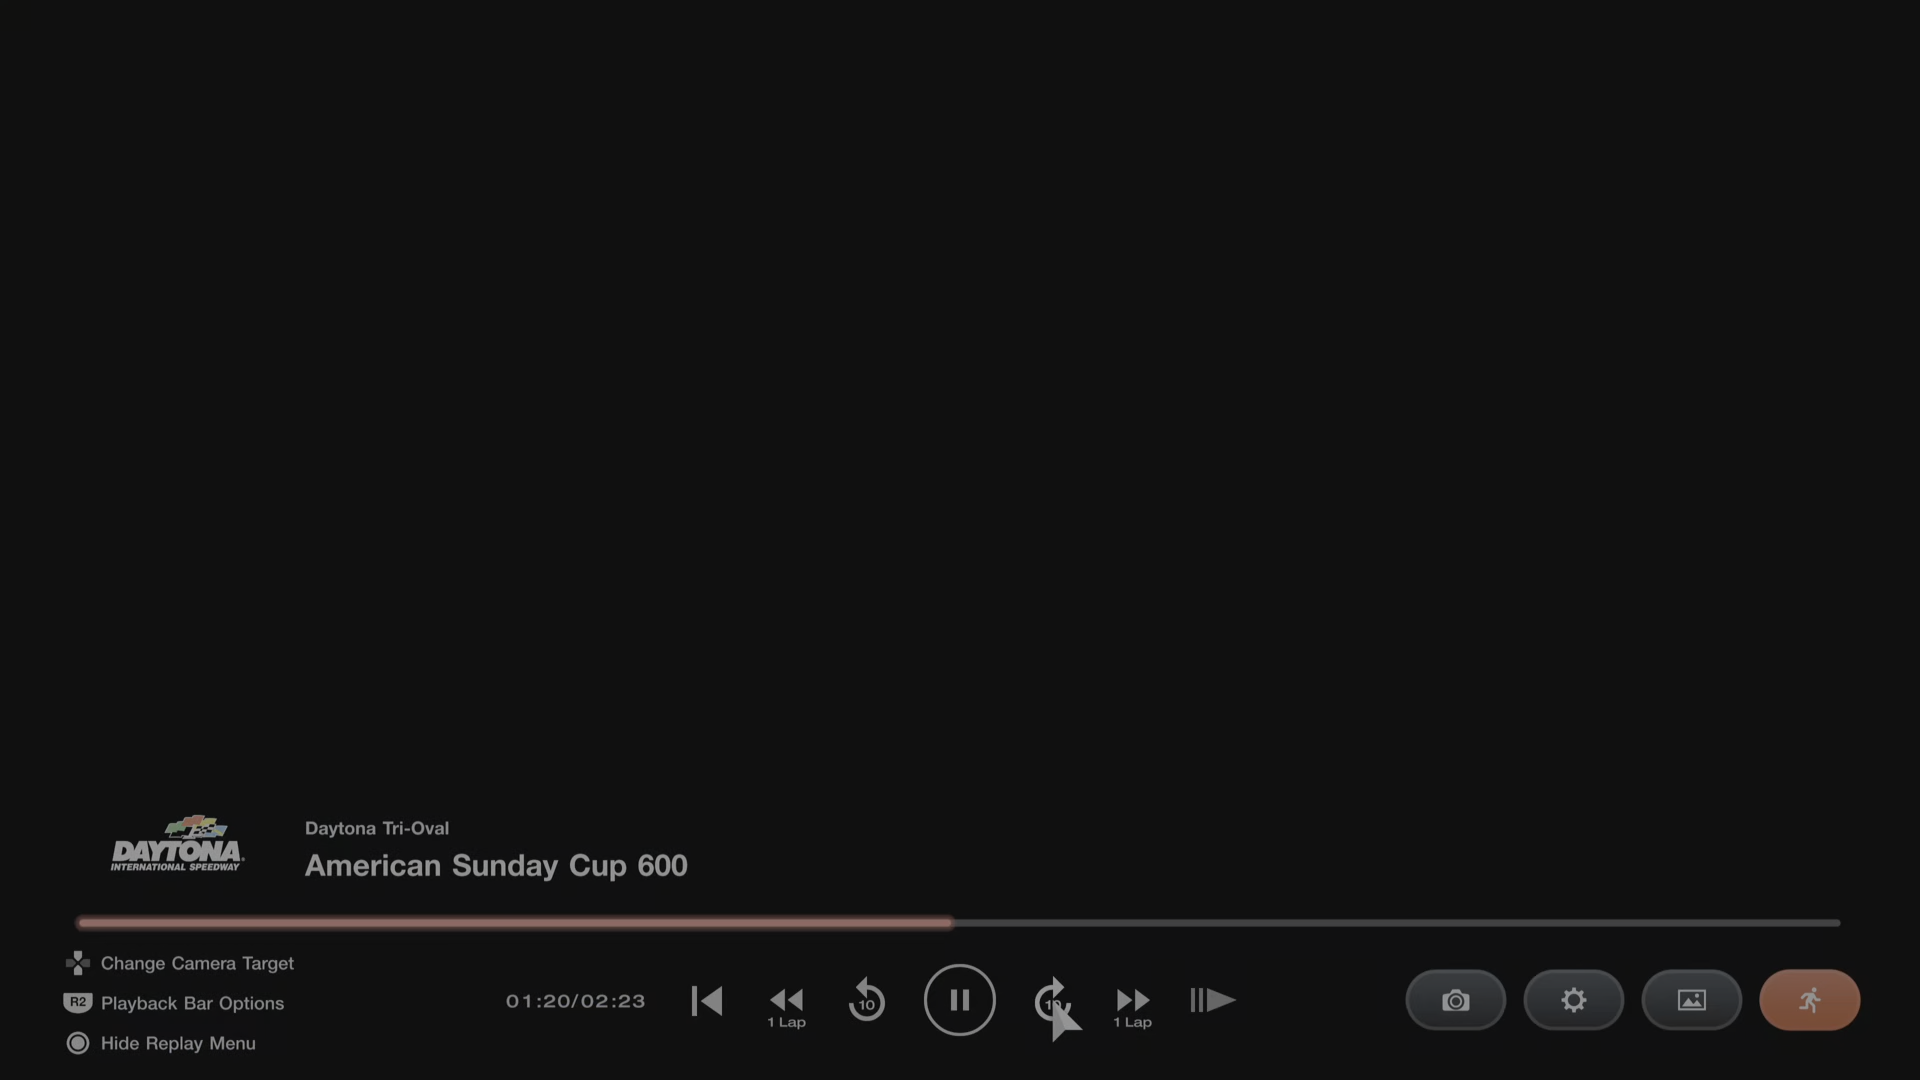 DAYTONA
INTERNATIONAL SPEEDWAY
Daytona Tri-Oval
American Sunday Cup 600
Change Camera Target
R2 Playback Bar Options
Hide Replay Menu
01:20/02:23
1 Lap
10
10
1 Lap